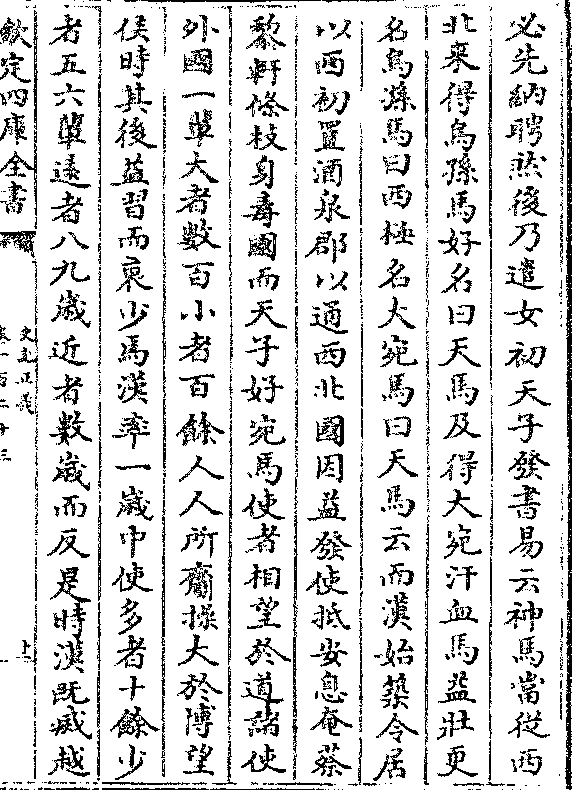 必先納聘然後乃遣女初天子發書易云神馬當從西
北來得烏孫馬好名曰天馬及得大宛汗血馬益壯更
名烏孫馬曰西極名大宛馬曰天馬云而漢始築令居
以西初置酒泉郡以通西北國因益發使抵安息奄蔡
黎軒條枝身毒國而天子好宛馬使者相望於道諸使
外國一輩大者數百小者百餘人人所齎操大於博望
侯時其後益習而衰少焉漢率一歲中使多者十餘少
者五六輩遠者八九歲近者數歲而反是時漢既滅越
欽定四庫全書
史記正義
卷一百二十三